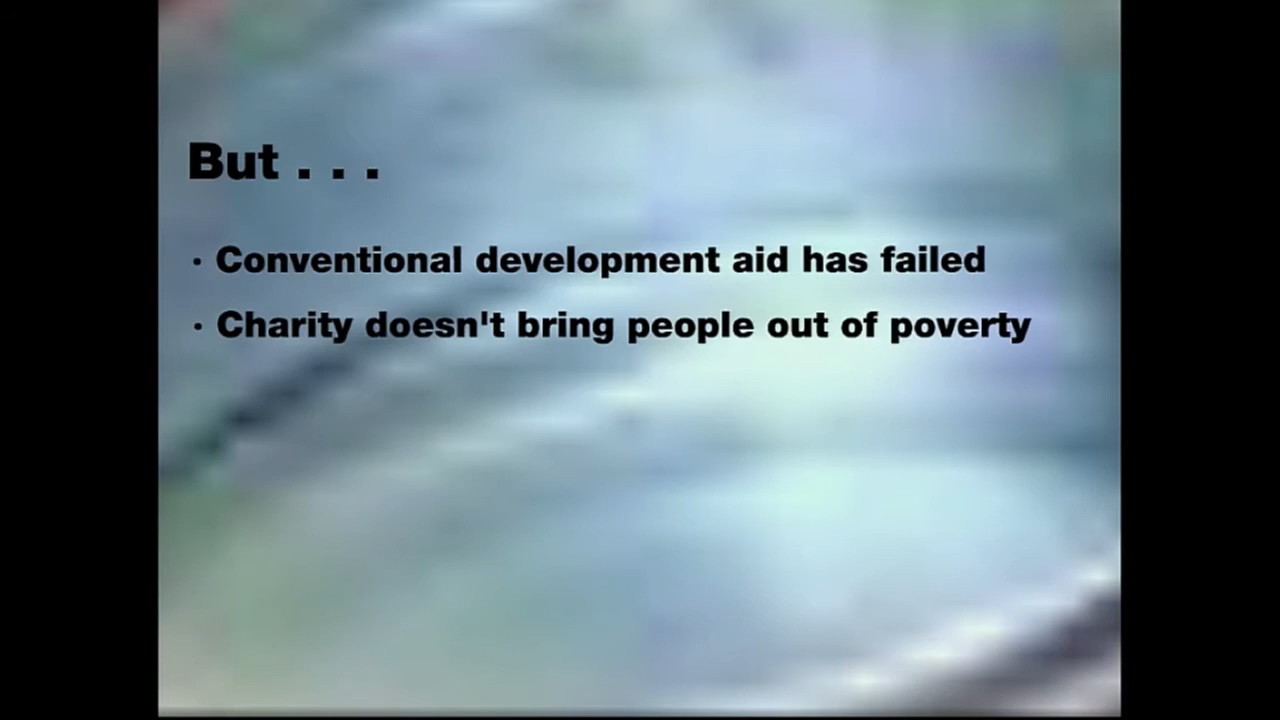 But . . .
· Conventional development aid has failed
· Charity doesn't bring people out of poverty